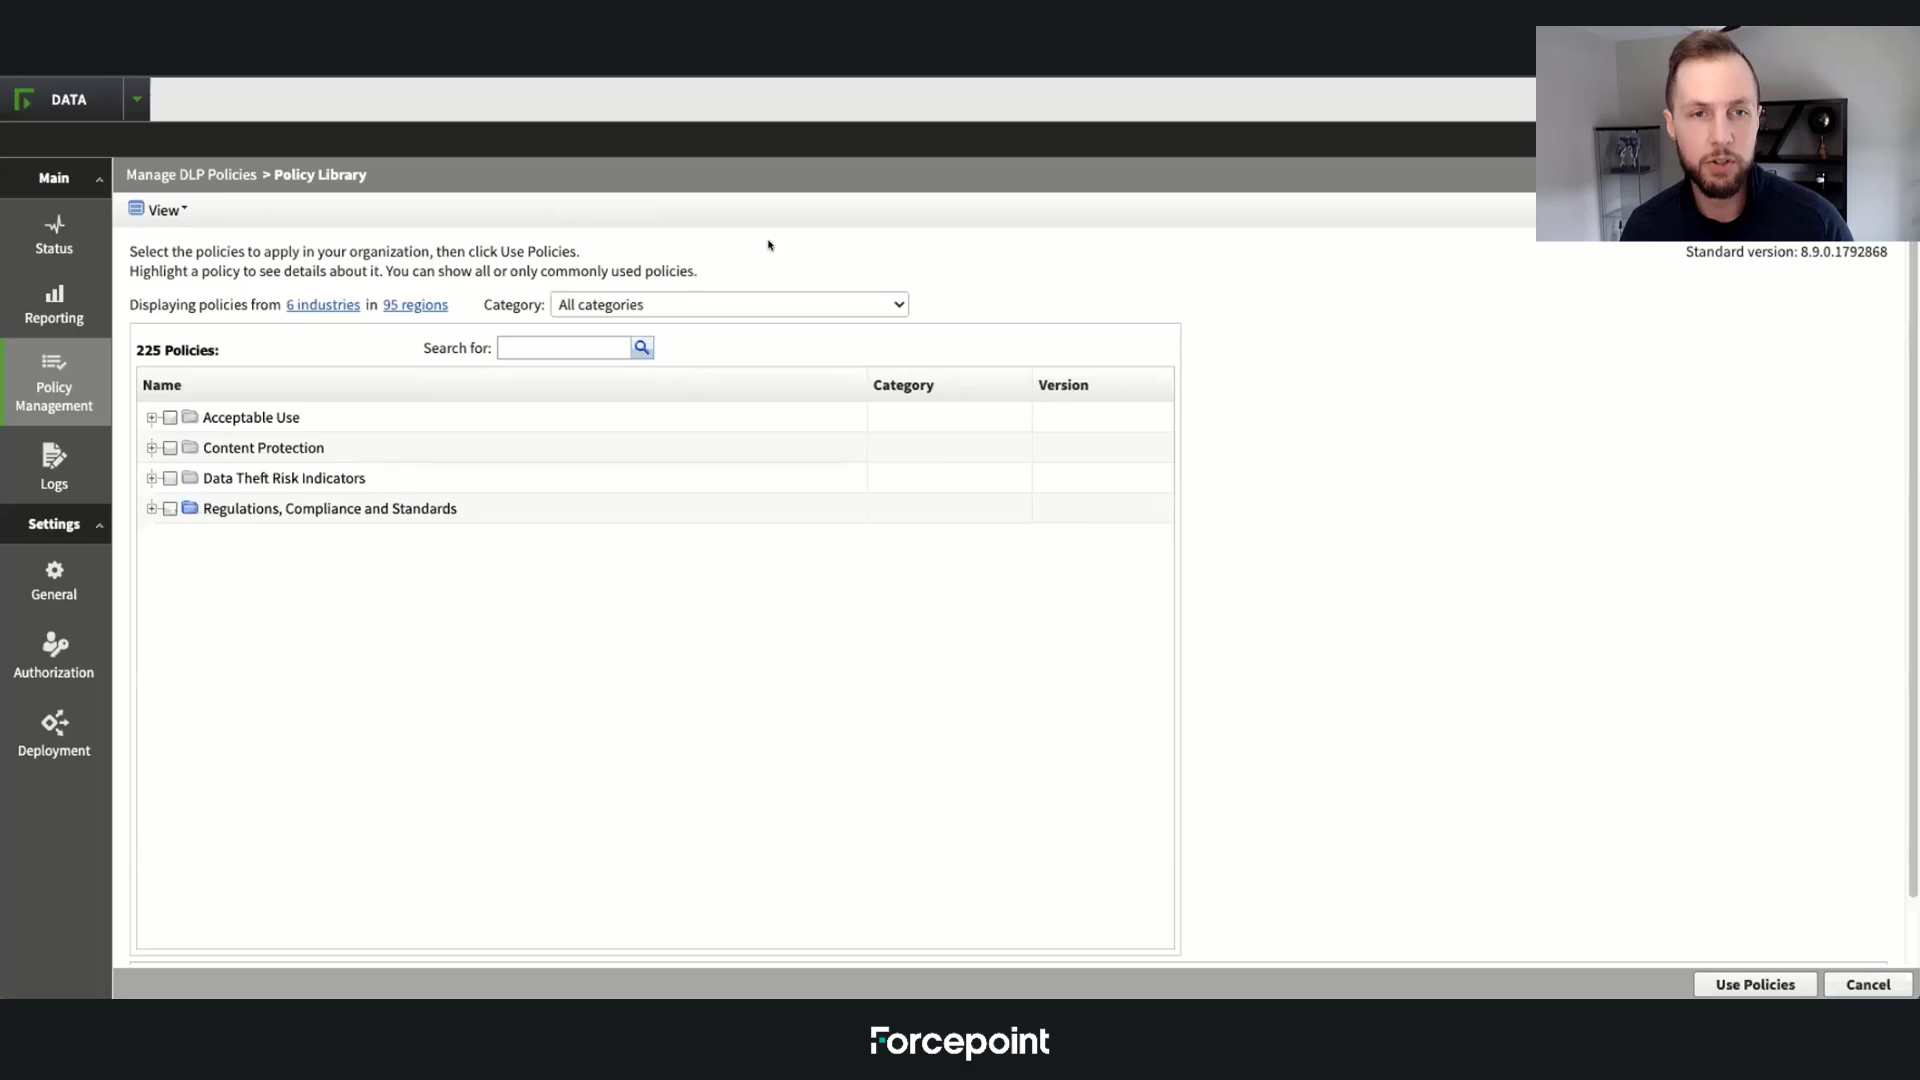 DATA
Main
Status
Reporting
Policy
Management
Logs
Settings
General
Authorization
Deployment
Manage DLP Policies > Policy Library
View
Select the policies to apply in your organization, then click Use Policies.
Highlight a policy to see details about it. You can show all or only commonly used policies.
Standard version: 8.9.0.1792868
Displaying policies from 6 industries in 95 regions Category: All categories
225 Policies: Search for:
Name Category Version
Acceptable Use
Content Protection
Data Theft Risk Indicators
Regulations, Compliance and Standards
Use Policies Cancel
Forcepoint